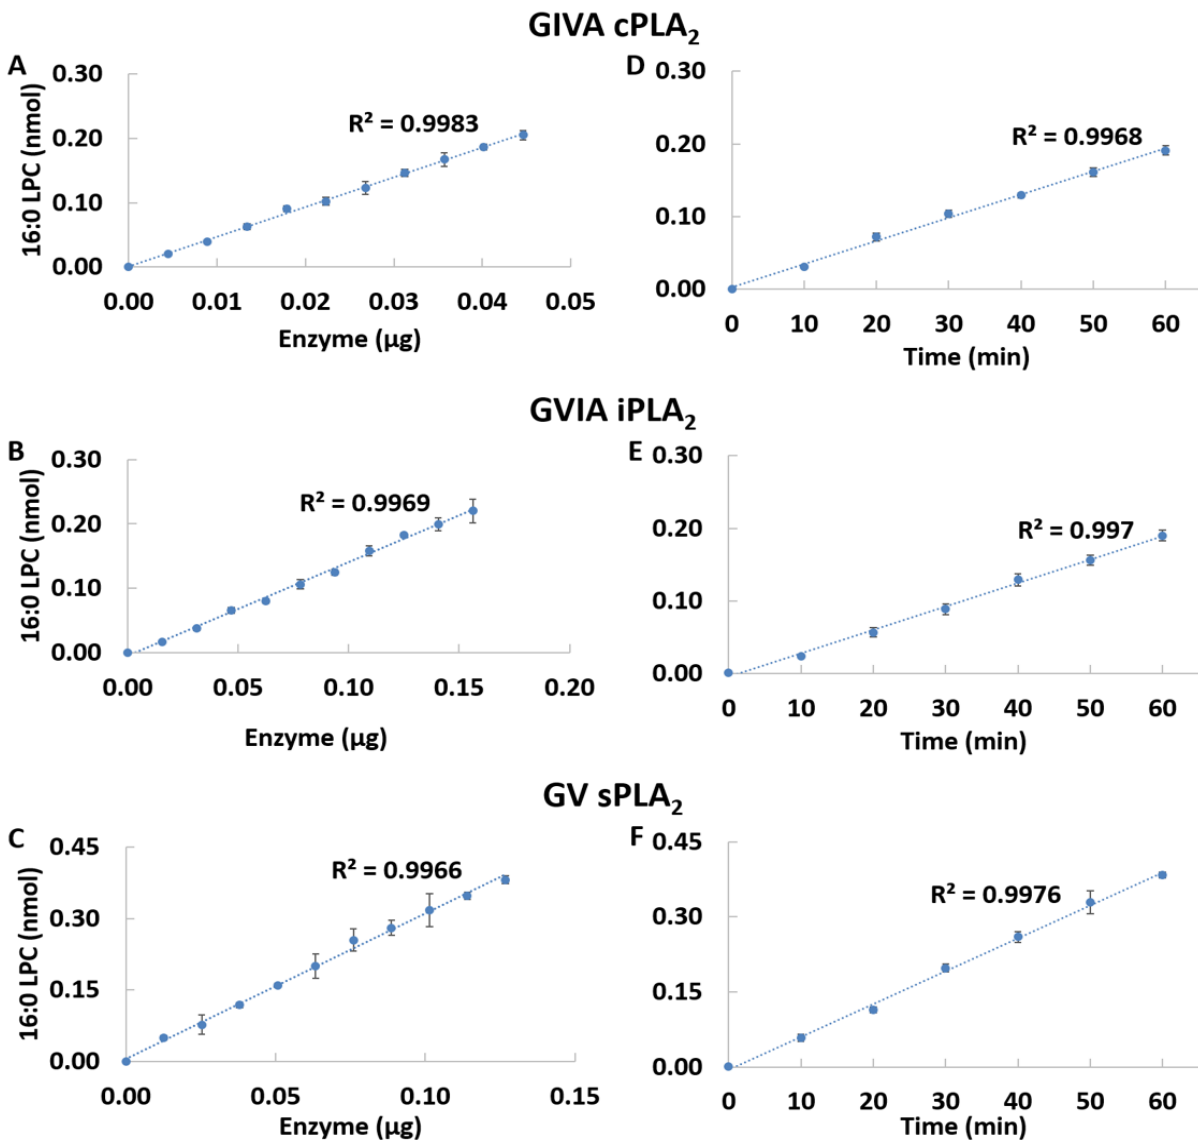 GIVA cPLA₂
A
16:0 LPC (nmol)
0.30
0.20
0.10
0.00
R² = 0.9983
0.00 0.01 0.02 0.03 0.04 0.05
Enzyme (µg)
D
0.30
0.20
0.10
0.00
R² = 0.9968
0 10 20 30 40 50 60
Time (min)
GVIA iPLA₂
B
16:0 LPC (nmol)
0.30
0.20
0.10
0.00
R² = 0.9969
0.00 0.05 0.10 0.15 0.20
Enzyme (µg)
E
0.30
0.20
0.10
0.00
R² = 0.997
0 10 20 30 40 50 60
Time (min)
GV sPLA₂
C
16:0 LPC (nmol)
0.45
0.30
0.15
0.00
R² = 0.9966
0.00 0.05 0.10 0.15
Enzyme (µg)
F
0.45
0.30
0.15
0.00
R² = 0.9976
0 10 20 30 40 50 60
Time (min)